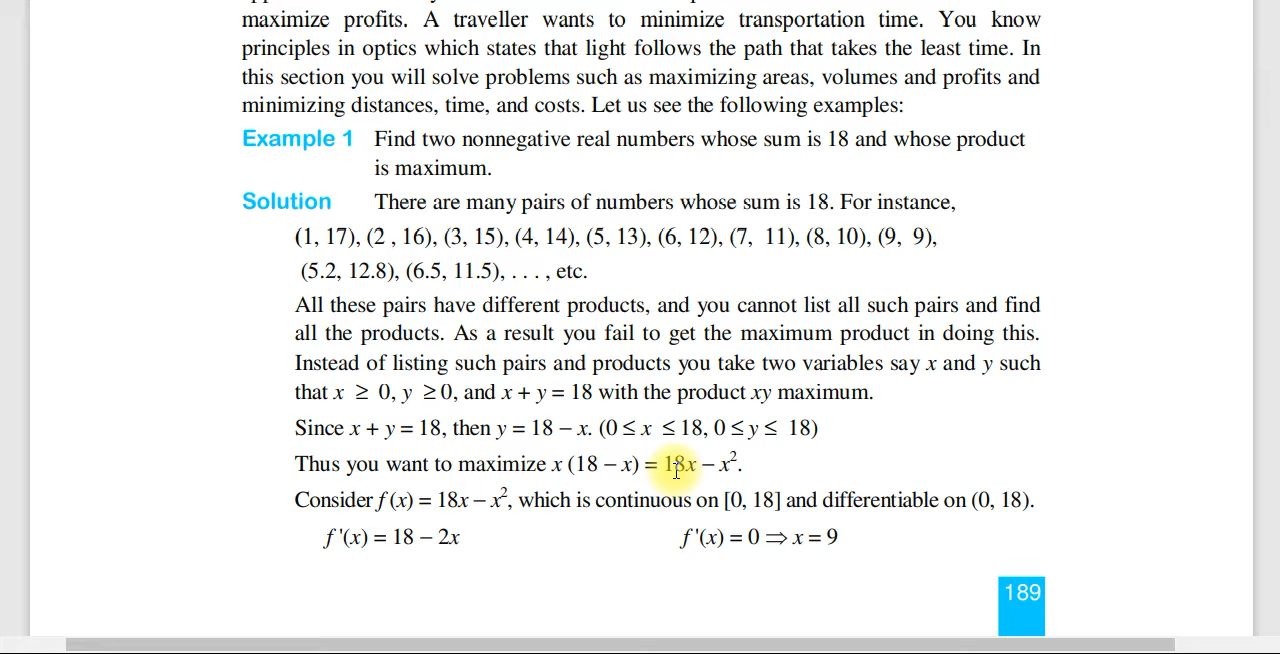 maximize profits. A traveller wants to minimize transportation time. You know
principles in optics which states that light follows the path that takes the least time. In
this section you will solve problems such as maximizing areas, volumes and profits and
minimizing distances, time, and costs. Let us see the following examples:
Example 1 Find two nonnegative real numbers whose sum is 18 and whose product
is maximum.
Solution There are many pairs of numbers whose sum is 18. For instance,
(1, 17), (2 , 16), (3, 15), (4, 14), (5, 13), (6, 12), (7, 11), (8, 10), (9, 9),
(5.2, 12.8), (6.5, 11.5), . . . , etc.
All these pairs have different products, and you cannot list all such pairs and find
all the products. As a result you fail to get the maximum product in doing this.
Instead of listing such pairs and products you take two variables say x and y such
that x ≥ 0, y ≥0, and x + y = 18 with the product xy maximum.
Since x + y = 18, then y = 18 – x. (0 ≤ x ≤ 18, 0 ≤ y ≤ 18)
Thus you want to maximize x (18 – x) = 18x – x².
Consider f (x) = 18x – x², which is continuous on [0, 18] and differentiable on (0, 18).
f '(x) = 18 – 2x f '(x) = 0 ⇒ x = 9
189